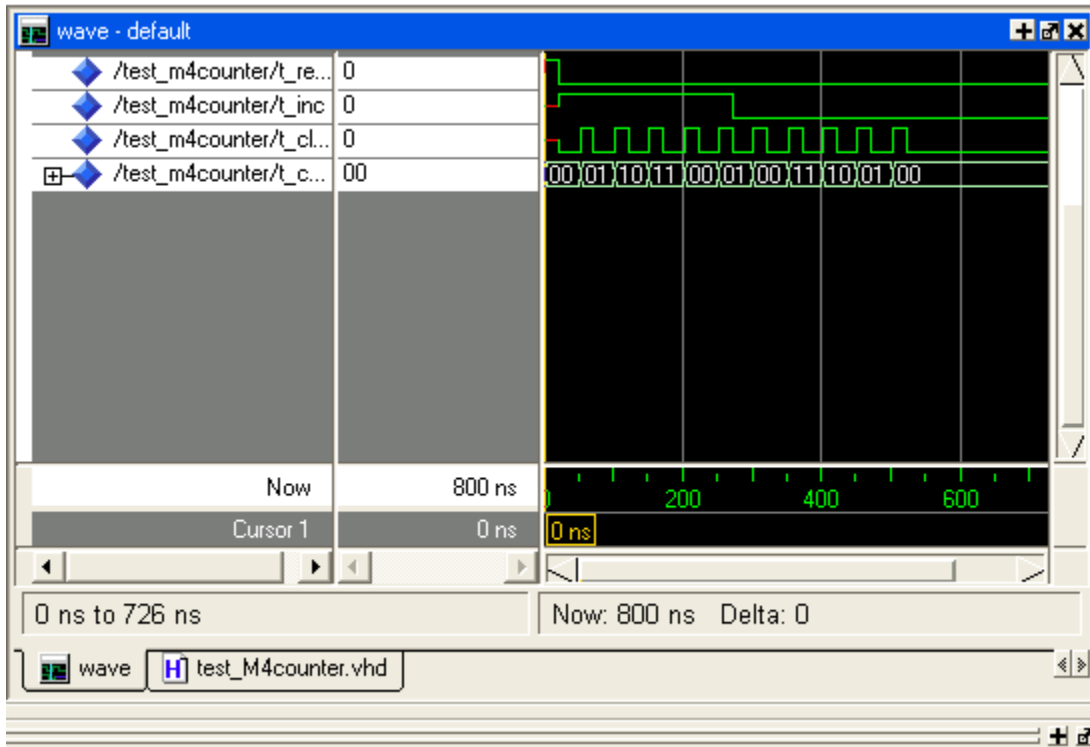 wave - default
/test_m4counter/t_re... 0
/test_m4counter/t_inc 0
/test_m4counter/t_cl... 0
/test_m4counter/t_c... 00 00 01 10 11 00 01 00 11 10 01 00
Now 800 ns 200 400 600
Cursor 1 0 ns 0 ns
0 ns to 726 ns Now: 800 ns Delta: 0
wave H test_M4counter.vhd